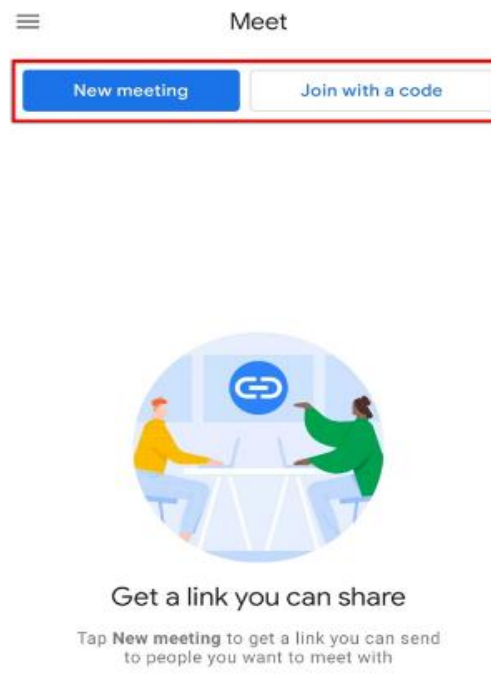 Meet
New meeting
Join with a code
Get a link you can share
Tap New meeting to get a link you can send
to people you want to meet with